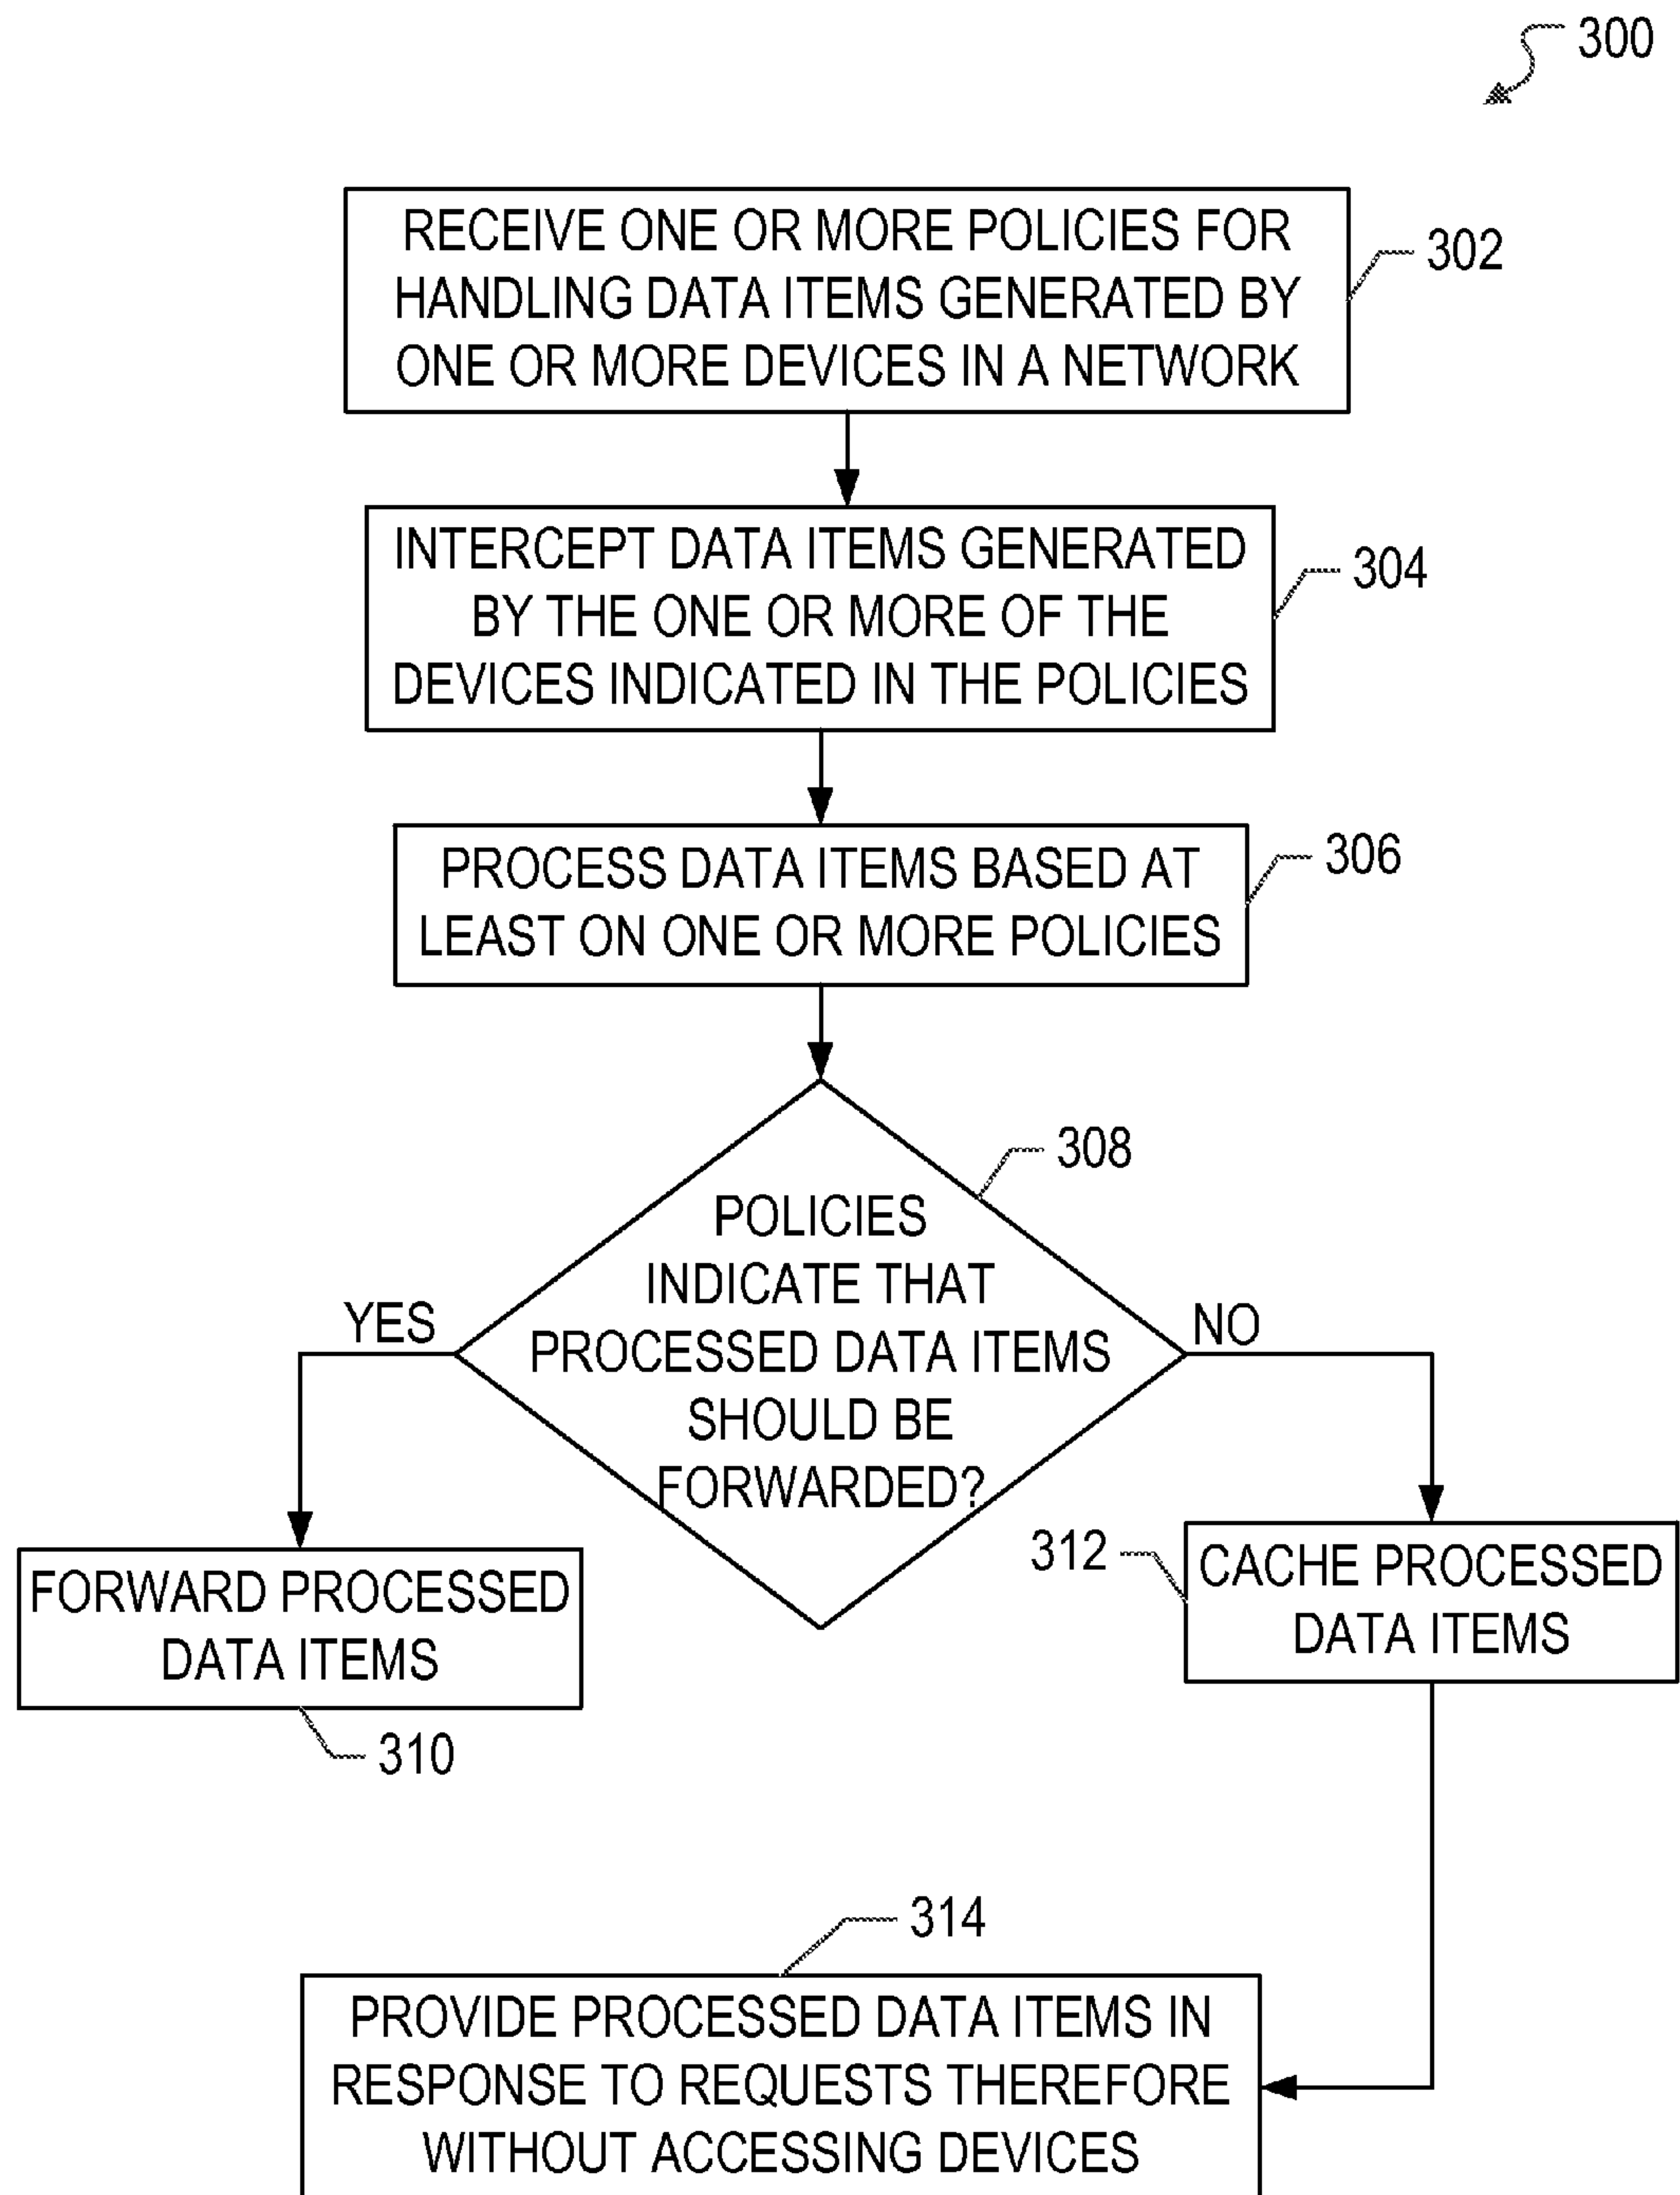 300
RECEIVE ONE OR MORE POLICIES FOR
HANDLING DATA ITEMS GENERATED BY
ONE OR MORE DEVICES IN A NETWORK
302
INTERCEPT DATA ITEMS GENERATED
BY THE ONE OR MORE OF THE
DEVICES INDICATED IN THE POLICIES
304
PROCESS DATA ITEMS BASED AT
LEAST ON ONE OR MORE POLICIES
306
308
POLICIES
INDICATE THAT
PROCESSED DATA ITEMS
SHOULD BE
FORWARDED?
YES
NO
FORWARD PROCESSED
DATA ITEMS
310
312
CACHE PROCESSED
DATA ITEMS
314
PROVIDE PROCESSED DATA ITEMS IN
RESPONSE TO REQUESTS THEREFORE
WITHOUT ACCESSING DEVICES